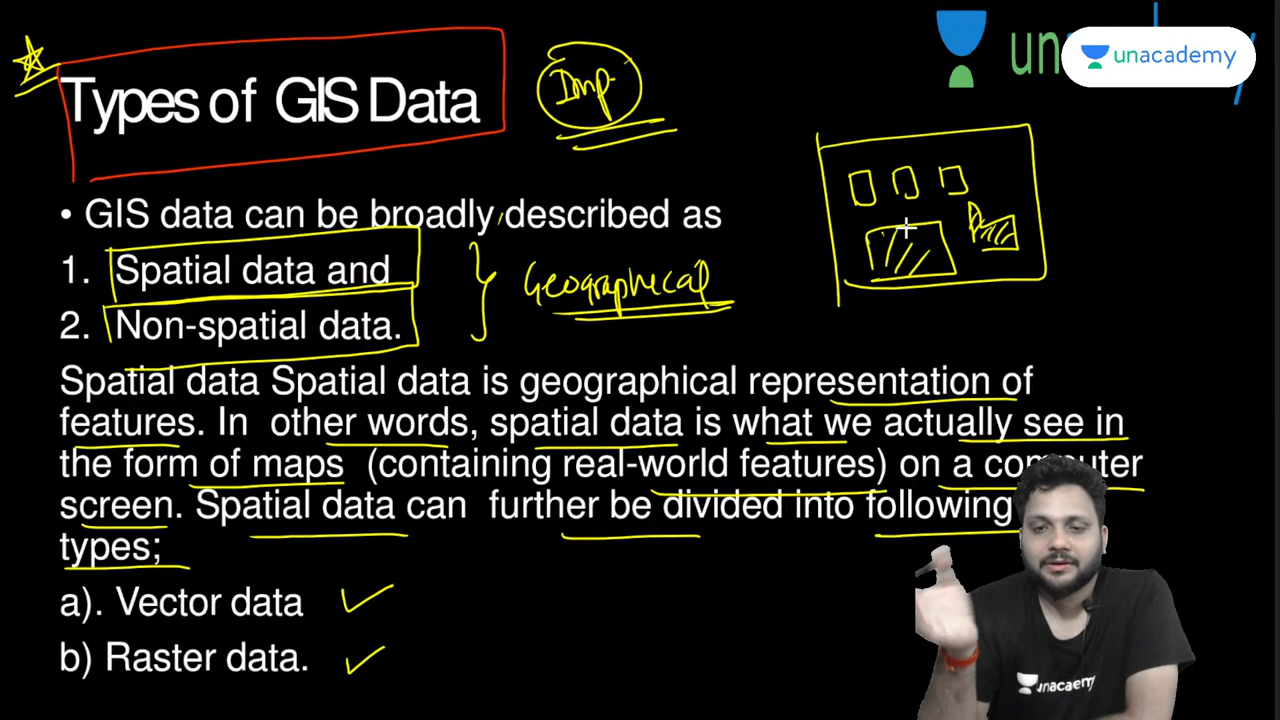 Types of GIS Data
Imp.
unacademy
unacademy
• GIS data can be broadly described as
1. Spatial data and
2. Non-spatial data.
Geographical
Spatial data Spatial data is geographical representation of
features. In other words, spatial data is what we actually see in
the form of maps (containing real-world features) on a computer
screen. Spatial data can further be divided into following
types;
a). Vector data
b) Raster data.
unacademy